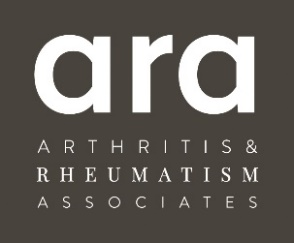 ara
ARTHRITIS &
RHEUMATISM
ASSOCIATES